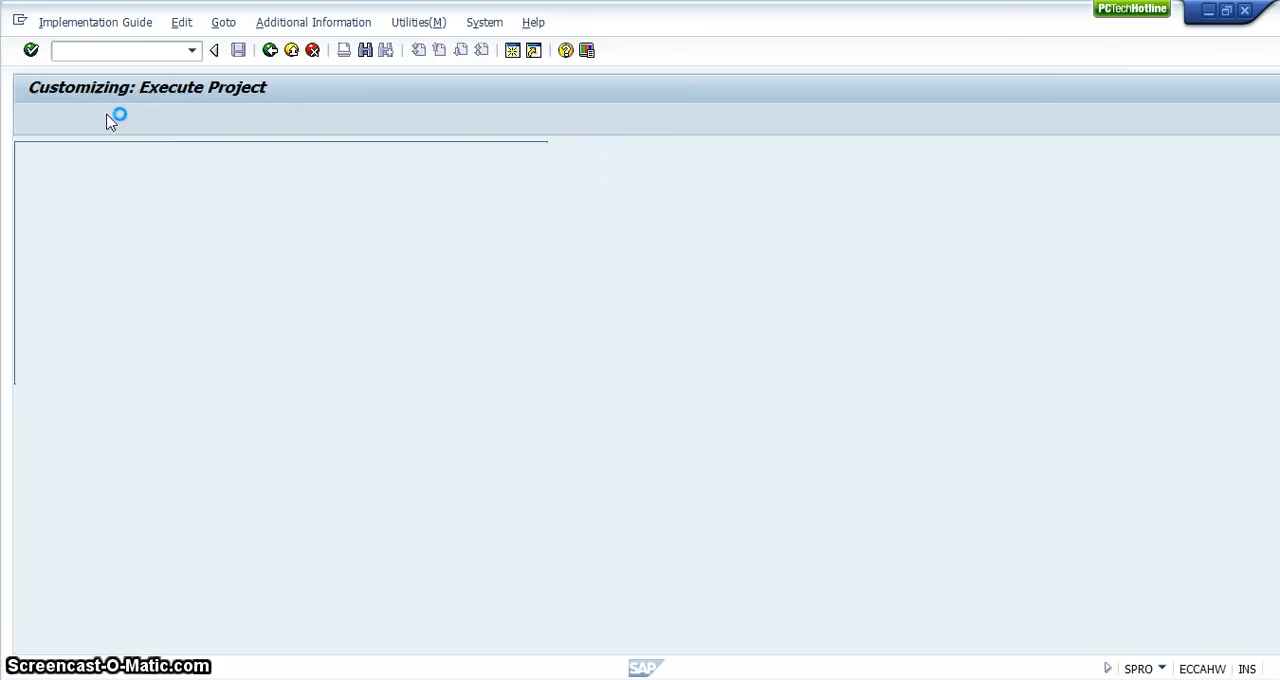 PCTechHotline
Implementation Guide Edit Goto Additional Information Utilities(M) System Help
Customizing: Execute Project
Screencast-O-Matic.com
SAP
SPRO ECCAHW INS